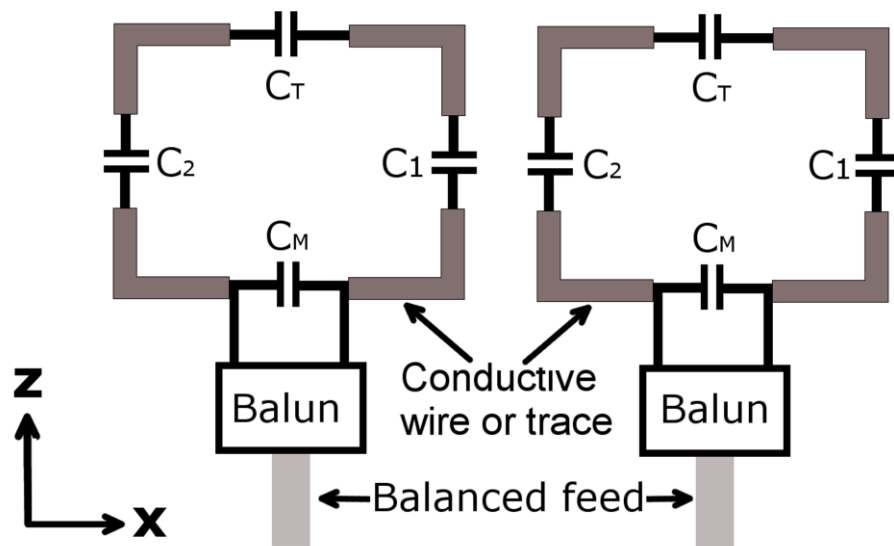 CT
CT
C2
C1
C2
C1
CM
CM
Conductive
wire or trace
z
Balun
Balun
Balanced feed
x